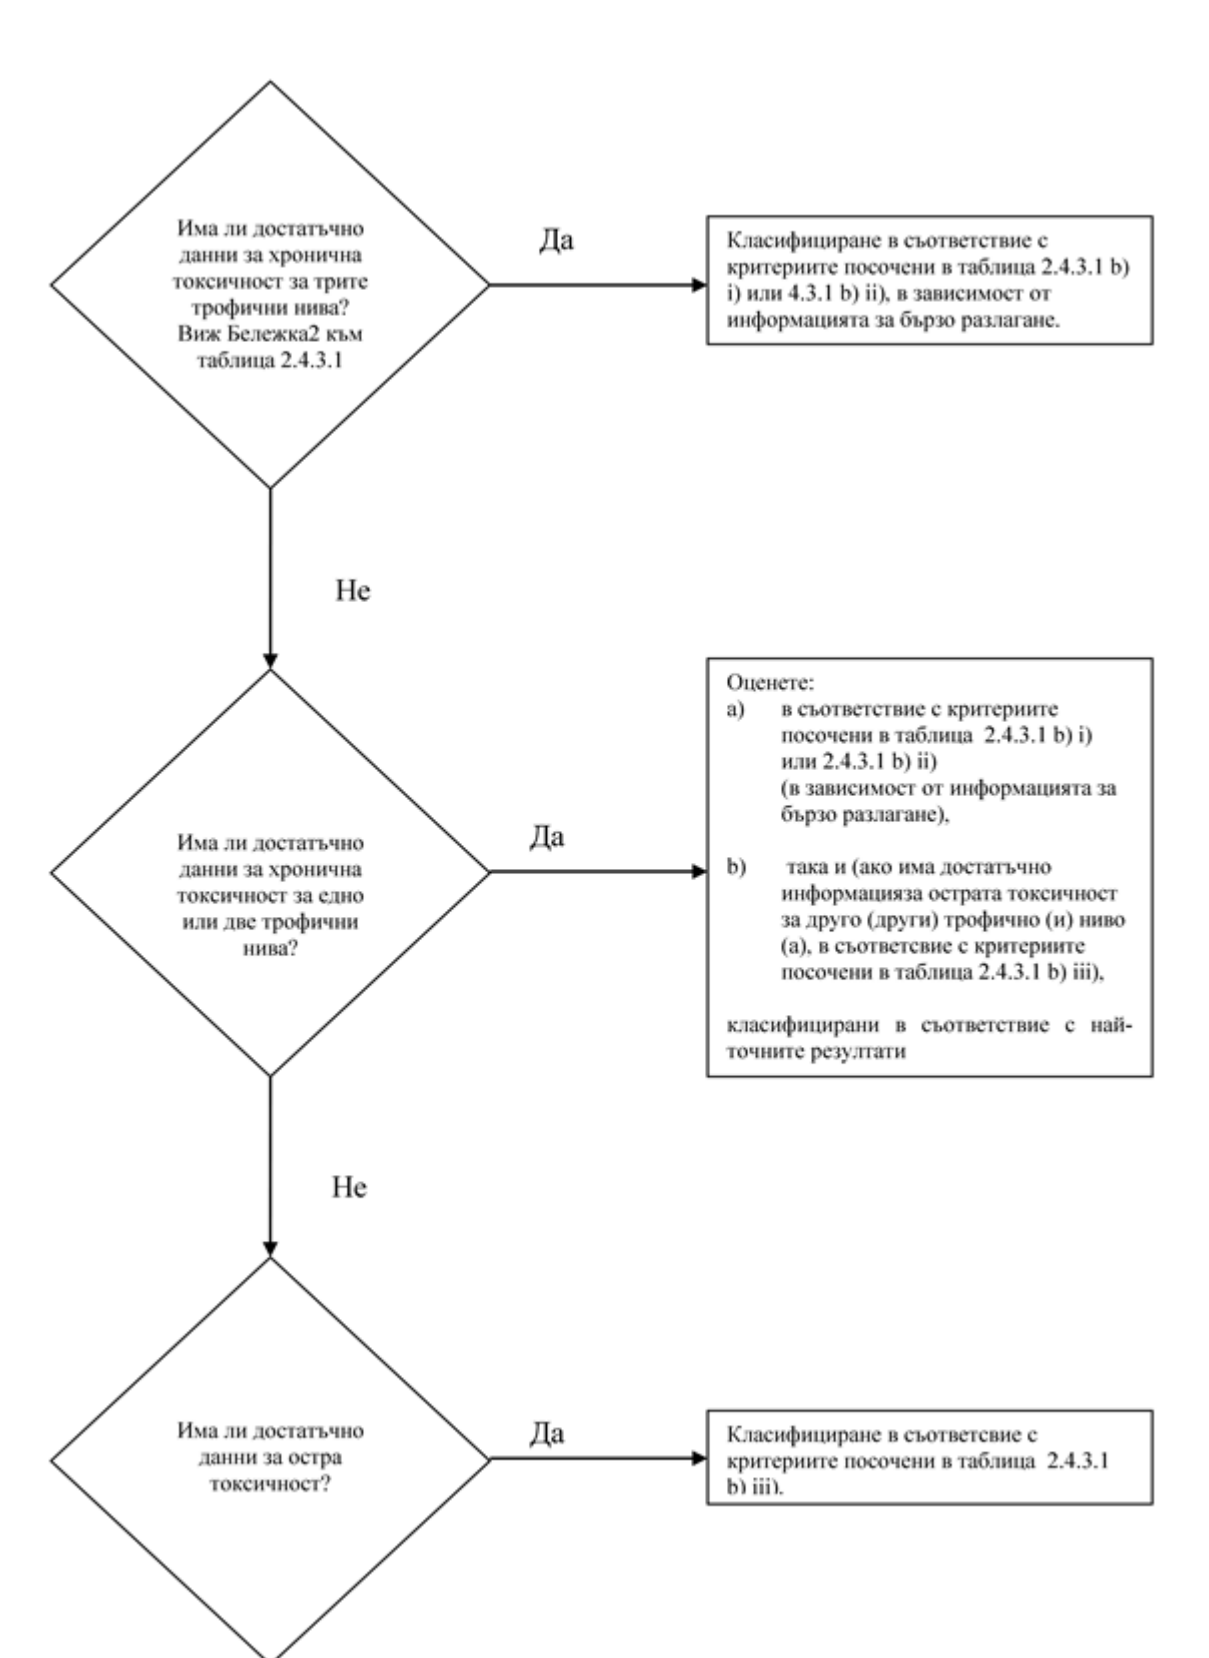 Има ли достатъчно
данни за хронична
токсичност за трите
трофични нива?
Виж Бележка2 към
таблица 2.4.3.1
Да
Класифициране в съответствие с
критериите посочени в таблица 2.4.3.1 b)
i) или 4.3.1 b) ii), в зависимост от
информацията за бързо разлагане.
Не
Има ли достатъчно
данни за хронична
токсичност за едно
или две трофични
нива?
Да
Оценете:
a) в съответствие с критериите
посочени в таблица 2.4.3.1 b) i)
или 2.4.3.1 b) ii)
(в зависимост от информацията за
бързо разлагане),
b) така и (ако има достатъчно
информацияза острата токсичност
за друго (други) трофично (и) ниво
(а), в съответсвие с критериите
посочени в таблица 2.4.3.1 b) iii),
класифицирани в съответствие с най-
точните резултати
Не
Има ли достатъчно
данни за остра
токсичност?
Да
Класифициране в съответсвие с
критериите посочени в таблица 2.4.3.1
b) iii).